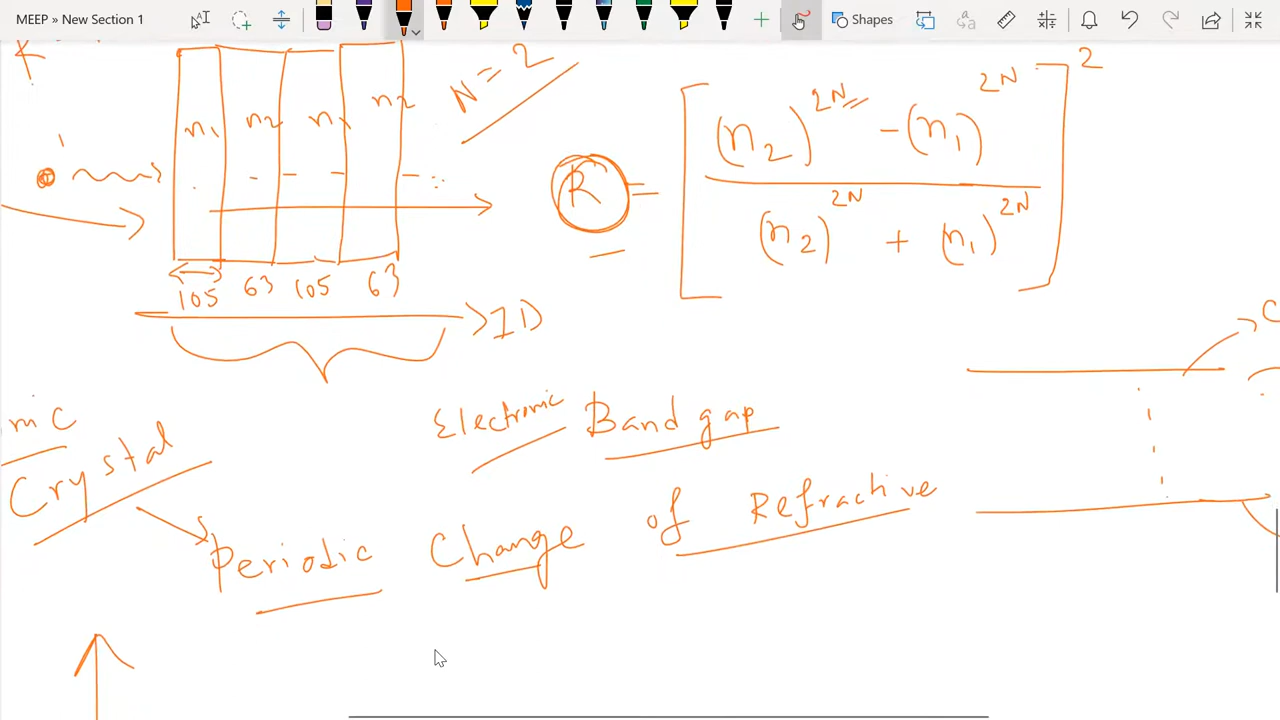 MEEP » New Section 1
Shapes
n1 n2 n1 n2
N = 2
R = [ (n2)^2N - (n1)^2N / (n2)^2N + (n1)^2N ]^2
105 63 105 63
1D
Electronic Band gap
Crystal
Periodic Change of Refractive